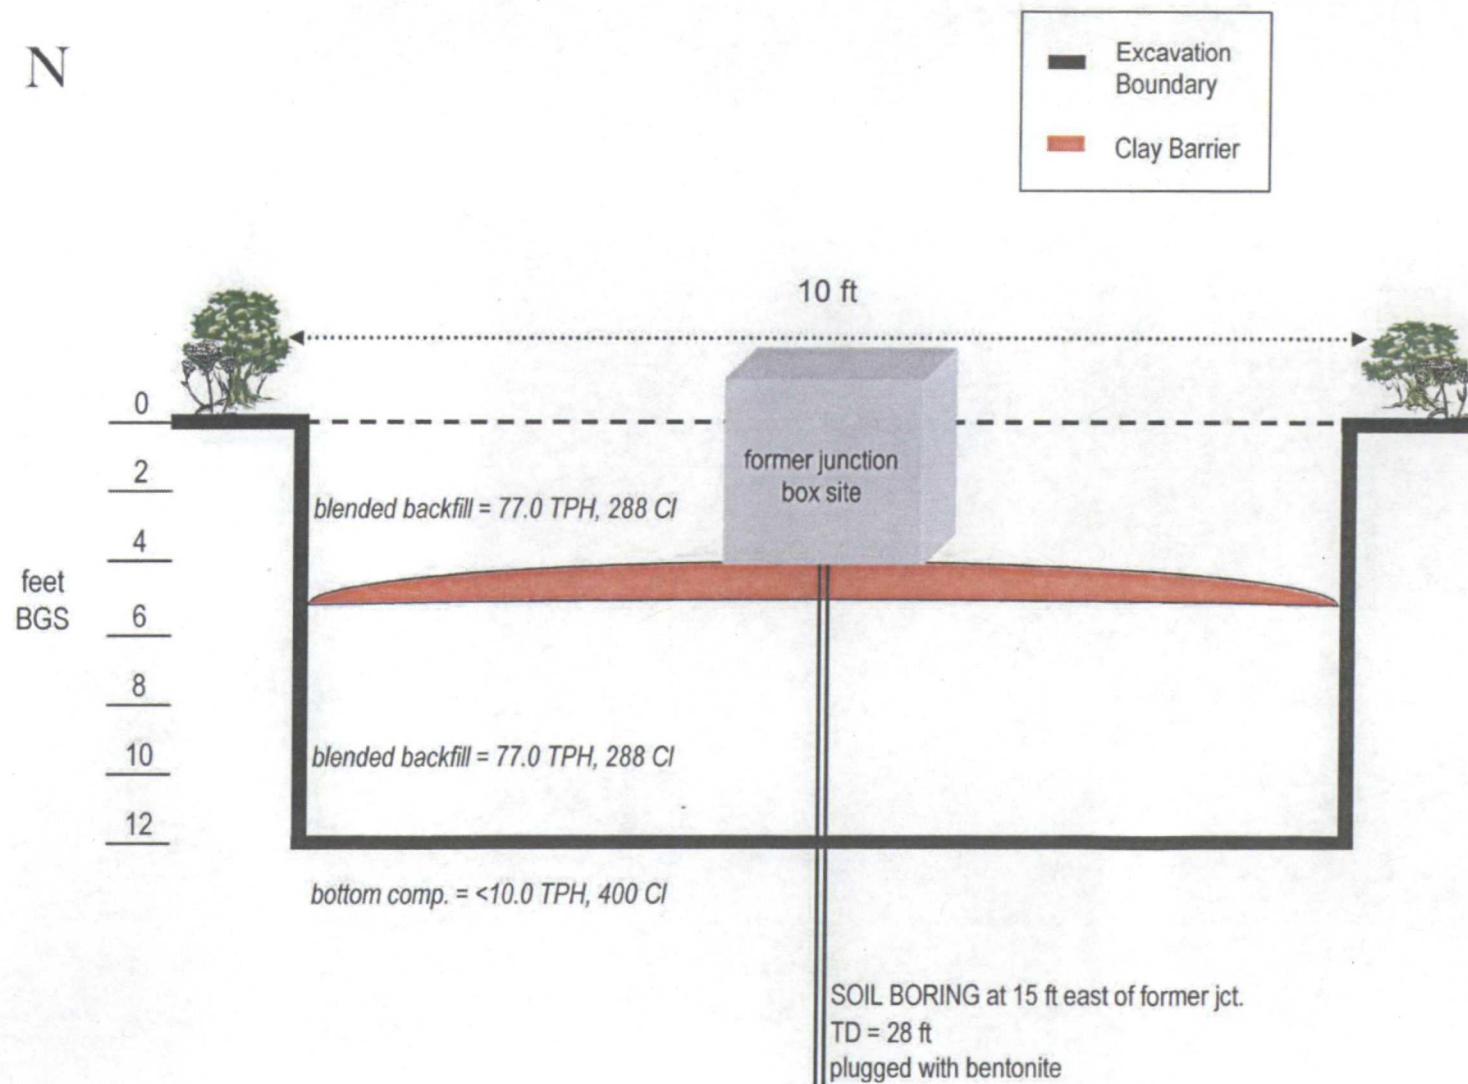 N
Excavation
Boundary
Clay Barrier
10 ft
0
2
4
feet
BGS
6
8
10
12
former junction
box site
blended backfill = 77.0 TPH, 288 Cl
blended backfill = 77.0 TPH, 288 Cl
bottom comp. = <10.0 TPH, 400 Cl
SOIL BORING at 15 ft east of former jct.
TD = 28 ft
plugged with bentonite